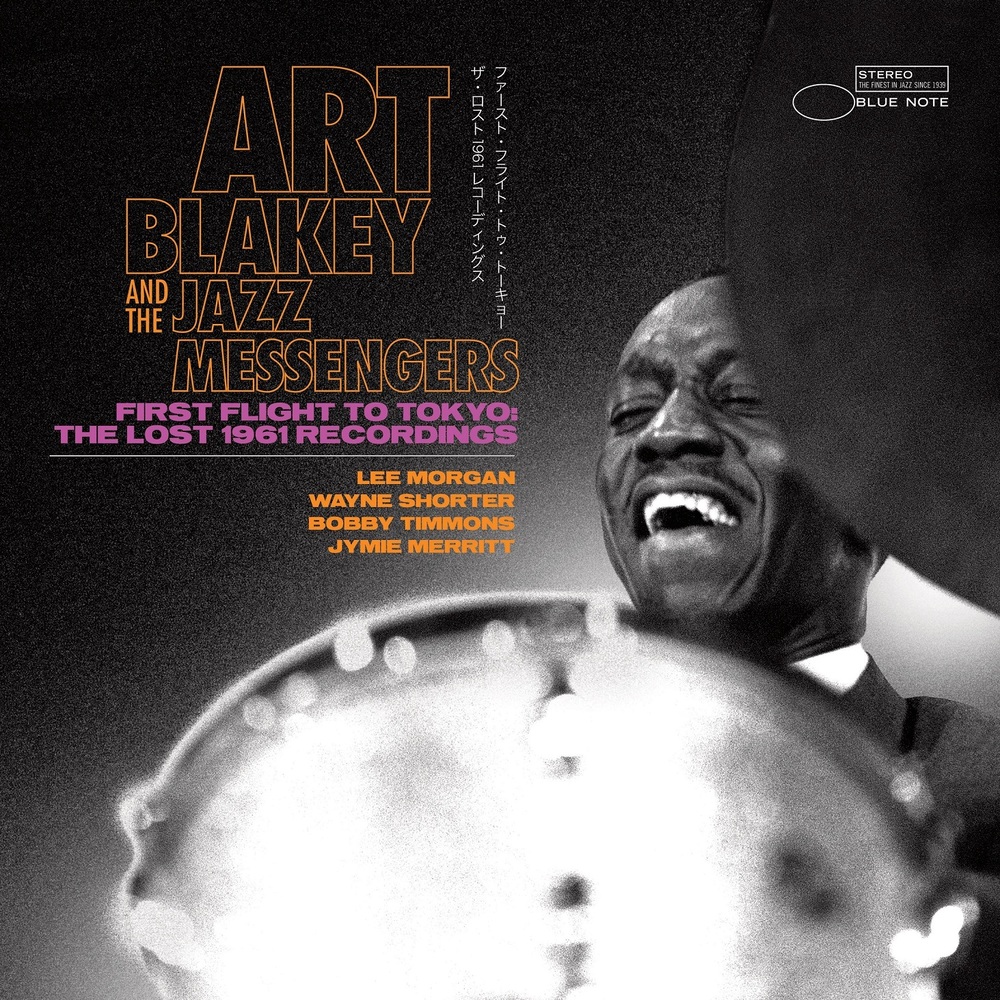 ART
BLAKEY
AND
THE
JAZZ
MESSENGERS
FIRST FLIGHT TO TOKYO:
THE LOST 1961 RECORDINGS
LEE MORGAN
WAYNE SHORTER
BOBBY TIMMONS
JYMIE MERRITT
ファースト・フライト・トゥ・トーキョー
ザ・ロスト1961レコーディングス
STEREO
THE FINEST IN JAZZ SINCE 1939
BLUE NOTE